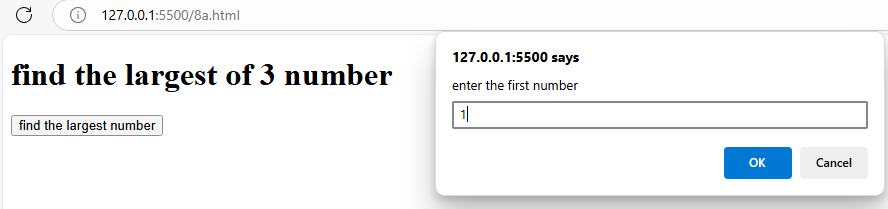 127.0.0.1:5500/8a.html
find the largest of 3 number
find the largest number
127.0.0.1:5500 says
enter the first number
1
OK Cancel